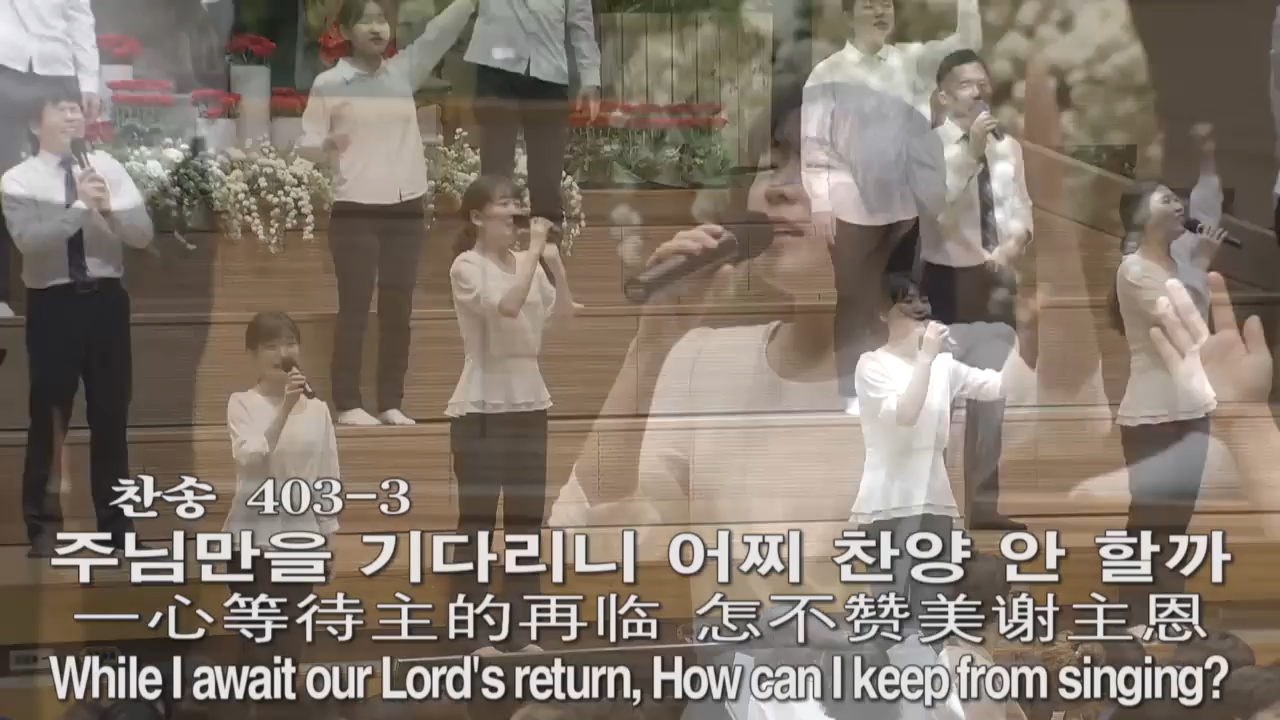 찬송 403-3
주님만을 기다리니 어찌 찬양 안 할까
一心等待主的再临 怎不赞美谢主恩
While I await our Lord's return, How can I keep from singing?